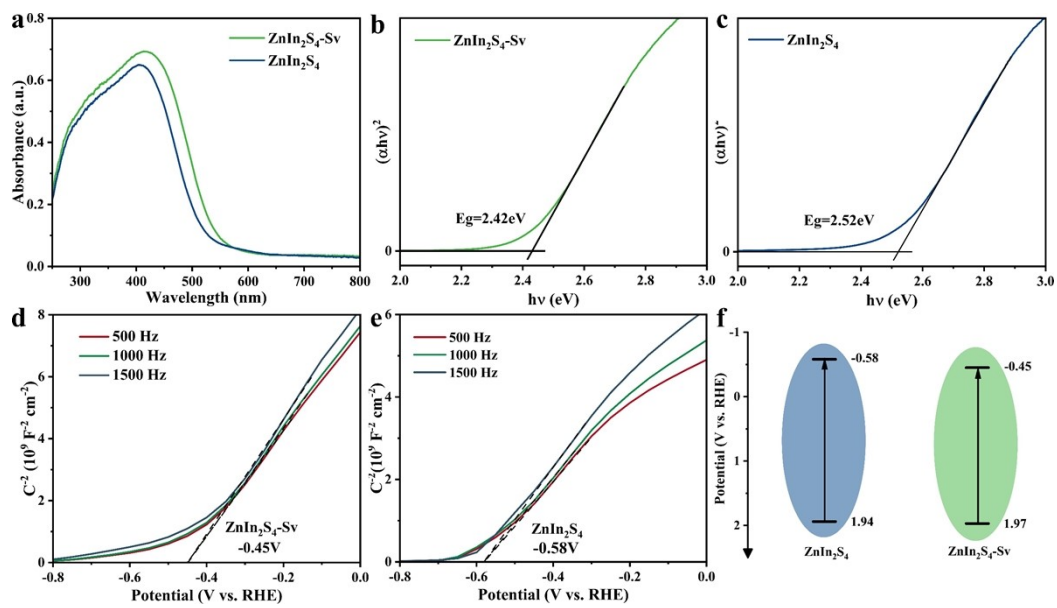 a
ZnIn₂S₄-Sv
ZnIn₂S₄
0.8
0.6
0.4
0.2
0.0
Absorbance (a.u.)
300 400 500 600 700 800
Wavelength (nm)
b
ZnIn₂S₄-Sv
(αhν)²
0
Eg=2.42eV
2.0 2.2 2.4 2.6 2.8 3.0
hν (eV)
c
ZnIn₂S₄
0
Eg=2.52eV
2.0 2.2 2.4 2.6 2.8 3.0
hν (eV)
d
500 Hz
1000 Hz
1500 Hz
8
6
4
2
0
C⁻² (10⁹ F⁻² cm⁻²)
ZnIn₂S₄-Sv
-0.45V
-0.8 -0.6 -0.4 -0.2 0.0
Potential (V vs. RHE)
e
500 Hz
1000 Hz
1500 Hz
6
4
2
0
C⁻²(10⁹ F⁻² cm⁻²)
ZnIn₂S₄
-0.58V
-0.8 -0.6 -0.4 -0.2 0.0
Potential (V vs. RHE)
f
-1
0
1
2
Potential (V vs. RHE)
-0.58
-0.45
1.94
1.97
ZnIn₂S₄
ZnIn₂S₄-Sv